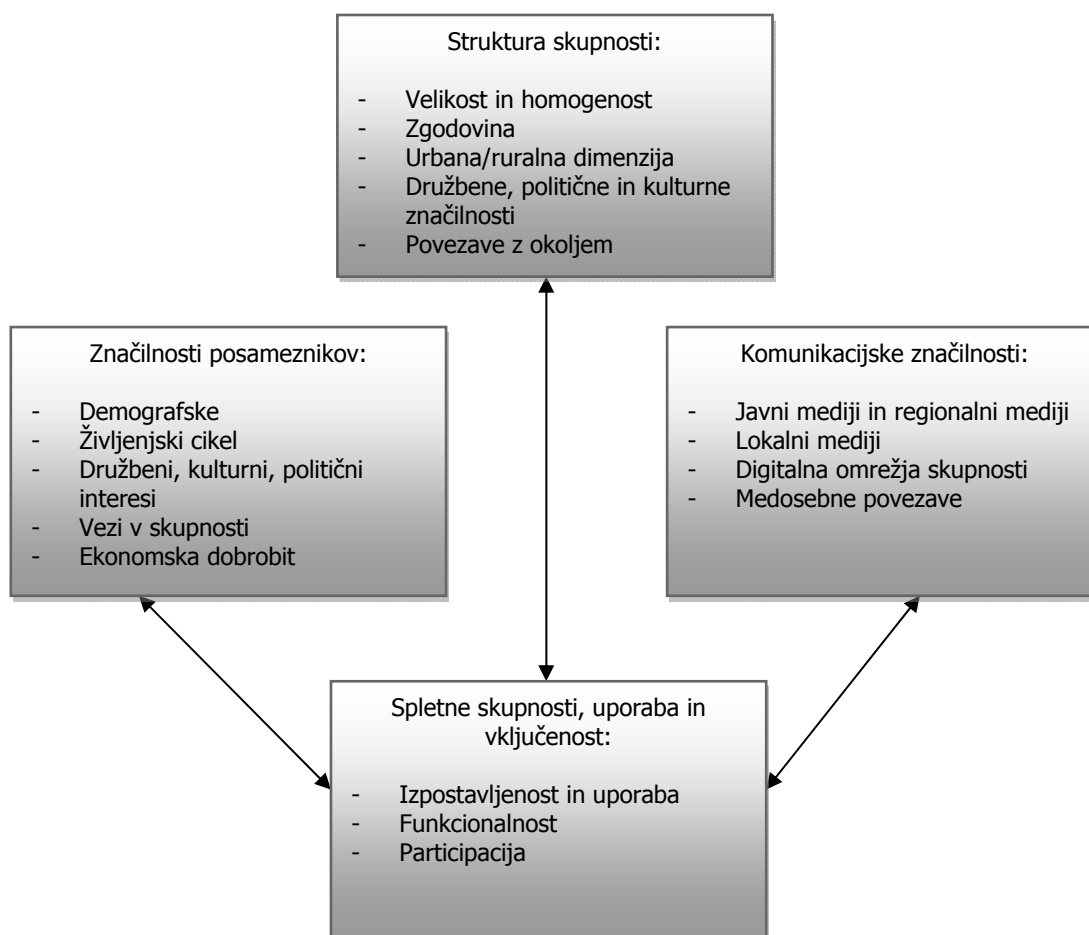 Struktura skupnosti:
- Velikost in homogenost
- Zgodovina
- Urbana/ruralna dimenzija
- Družbene, politične in kulturne
značilnosti
- Povezave z okoljem
Značilnosti posameznikov:
- Demografske
- Življenjski cikel
- Družbeni, kulturni, politični
interesi
- Vezi v skupnosti
- Ekonomska dobrobit
Komunikacijske značilnosti:
- Javni mediji in regionalni mediji
- Lokalni mediji
- Digitalna omrežja skupnosti
- Medosebne povezave
Spletne skupnosti, uporaba in
vključenost:
- Izpostavljenost in uporaba
- Funkcionalnost
- Participacija